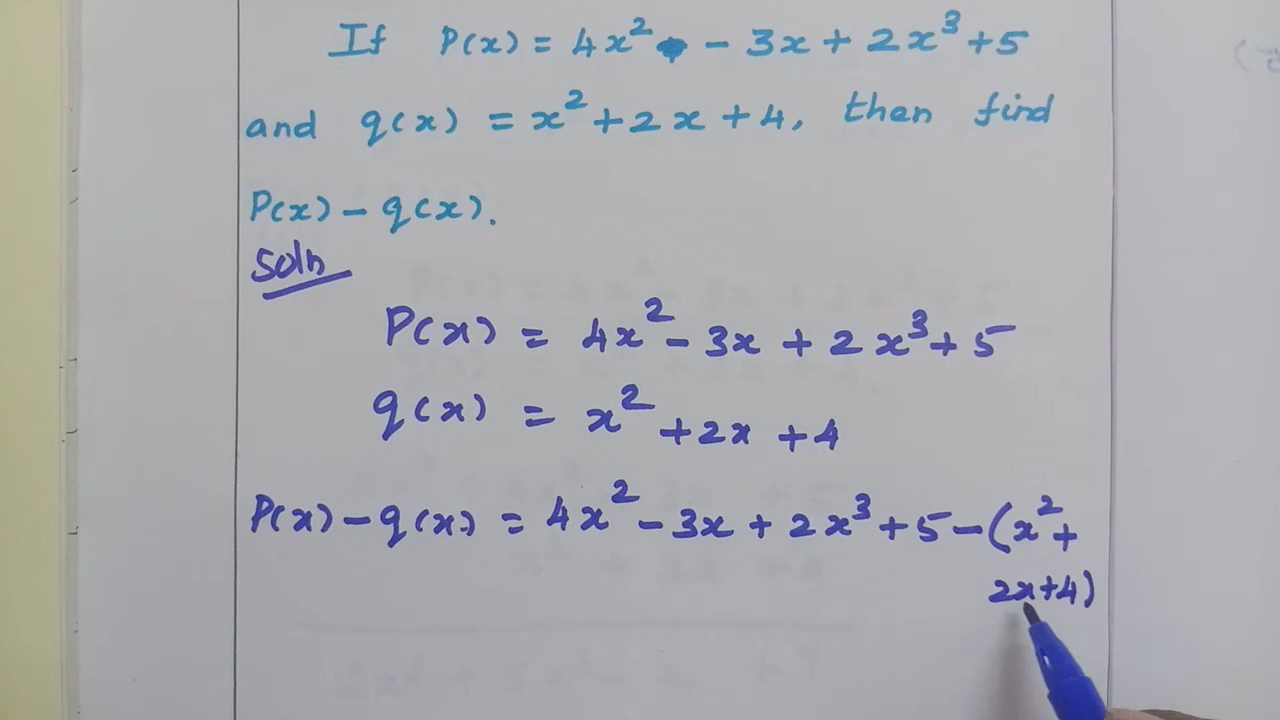 If P(x) = 4x² - 3x + 2x³ + 5
and q(x) = x² + 2x + 4, then find
P(x) - q(x).
Soln
P(x) = 4x² - 3x + 2x³ + 5
q(x) = x² + 2x + 4
P(x) - q(x) = 4x² - 3x + 2x³ + 5 - (x² +
2x + 4)